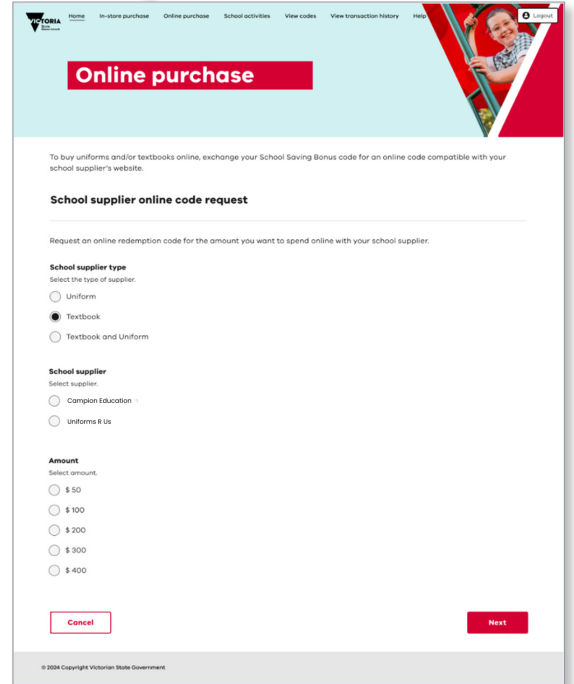 VICTORIA
State
Government
Home In-store purchase Online purchase School activities View codes View transaction history Help Logout
Online purchase
To buy uniforms and/or textbooks online, exchange your School Saving Bonus code for an online code compatible with your
school supplier's website.
School supplier online code request
Request an online redemption code for the amount you want to spend online with your school supplier.
School supplier type
Select the type of supplier.
Uniform
Textbook
Textbook and Uniform
School supplier
Select supplier.
Campion Education
Uniforms R Us
Amount
Select amount.
$ 50
$ 100
$ 200
$ 300
$ 400
Cancel Next
© 2024 Copyright Victorian State Government